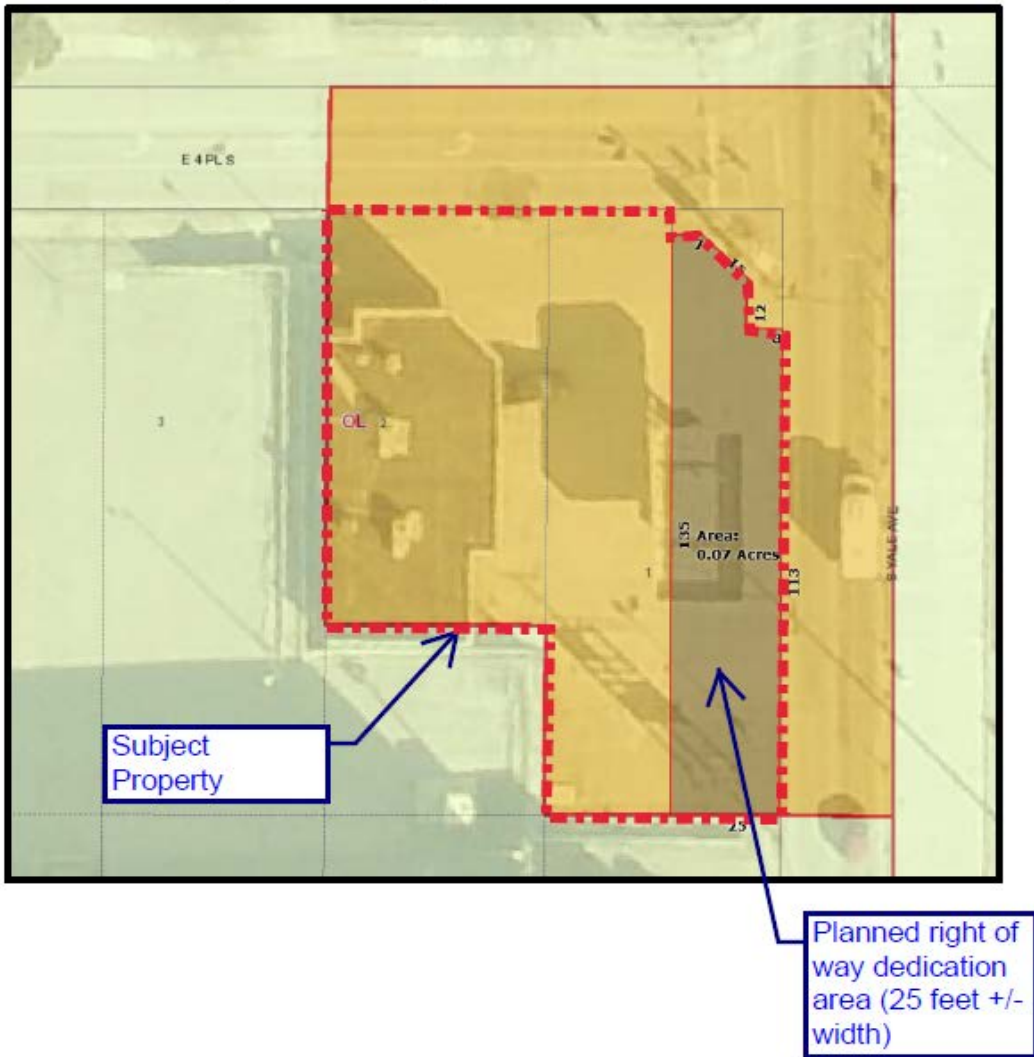 E 4 PL S
7
15
12
8
3
OL 2
S YALE AVE
135
Area:
0.07 Acres
1
113
Subject
Property
25
Planned right of
way dedication
area (25 feet +/-
width)